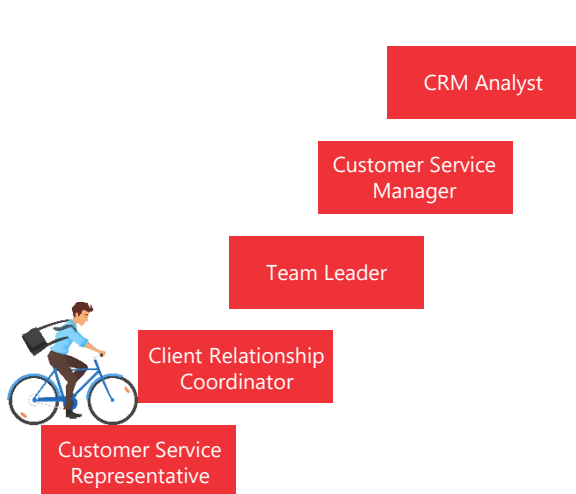 CRM Analyst
Customer Service
Manager
Team Leader
Client Relationship
Coordinator
Customer Service
Representative